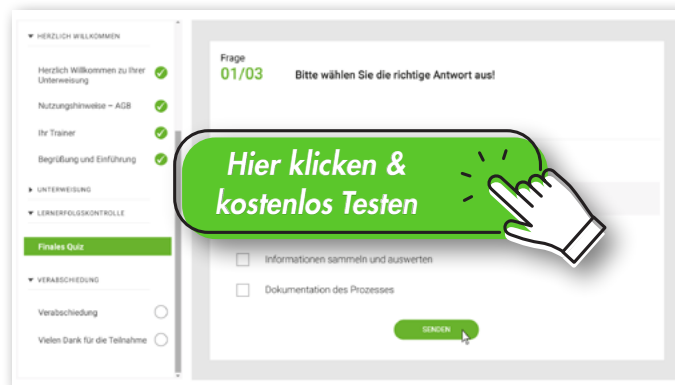 HERZLICH WILLKOMMEN
Herzlich Willkommen zu Ihrer
Unterweisung
Nutzungshinweise – AGB
Ihr Trainer
Begrüßung und Einführung
UNTERWEISUNG
LERNERFOLGSKONTROLLE
Finales Quiz
VERABSCHIEDUNG
Verabschiedung
Vielen Dank für die Teilnahme
Frage
01/03
Bitte wählen Sie die richtige Antwort aus!
Hier klicken &
kostenlos Testen
Informationen sammeln und auswerten
Dokumentation des Prozesses
SENDEN